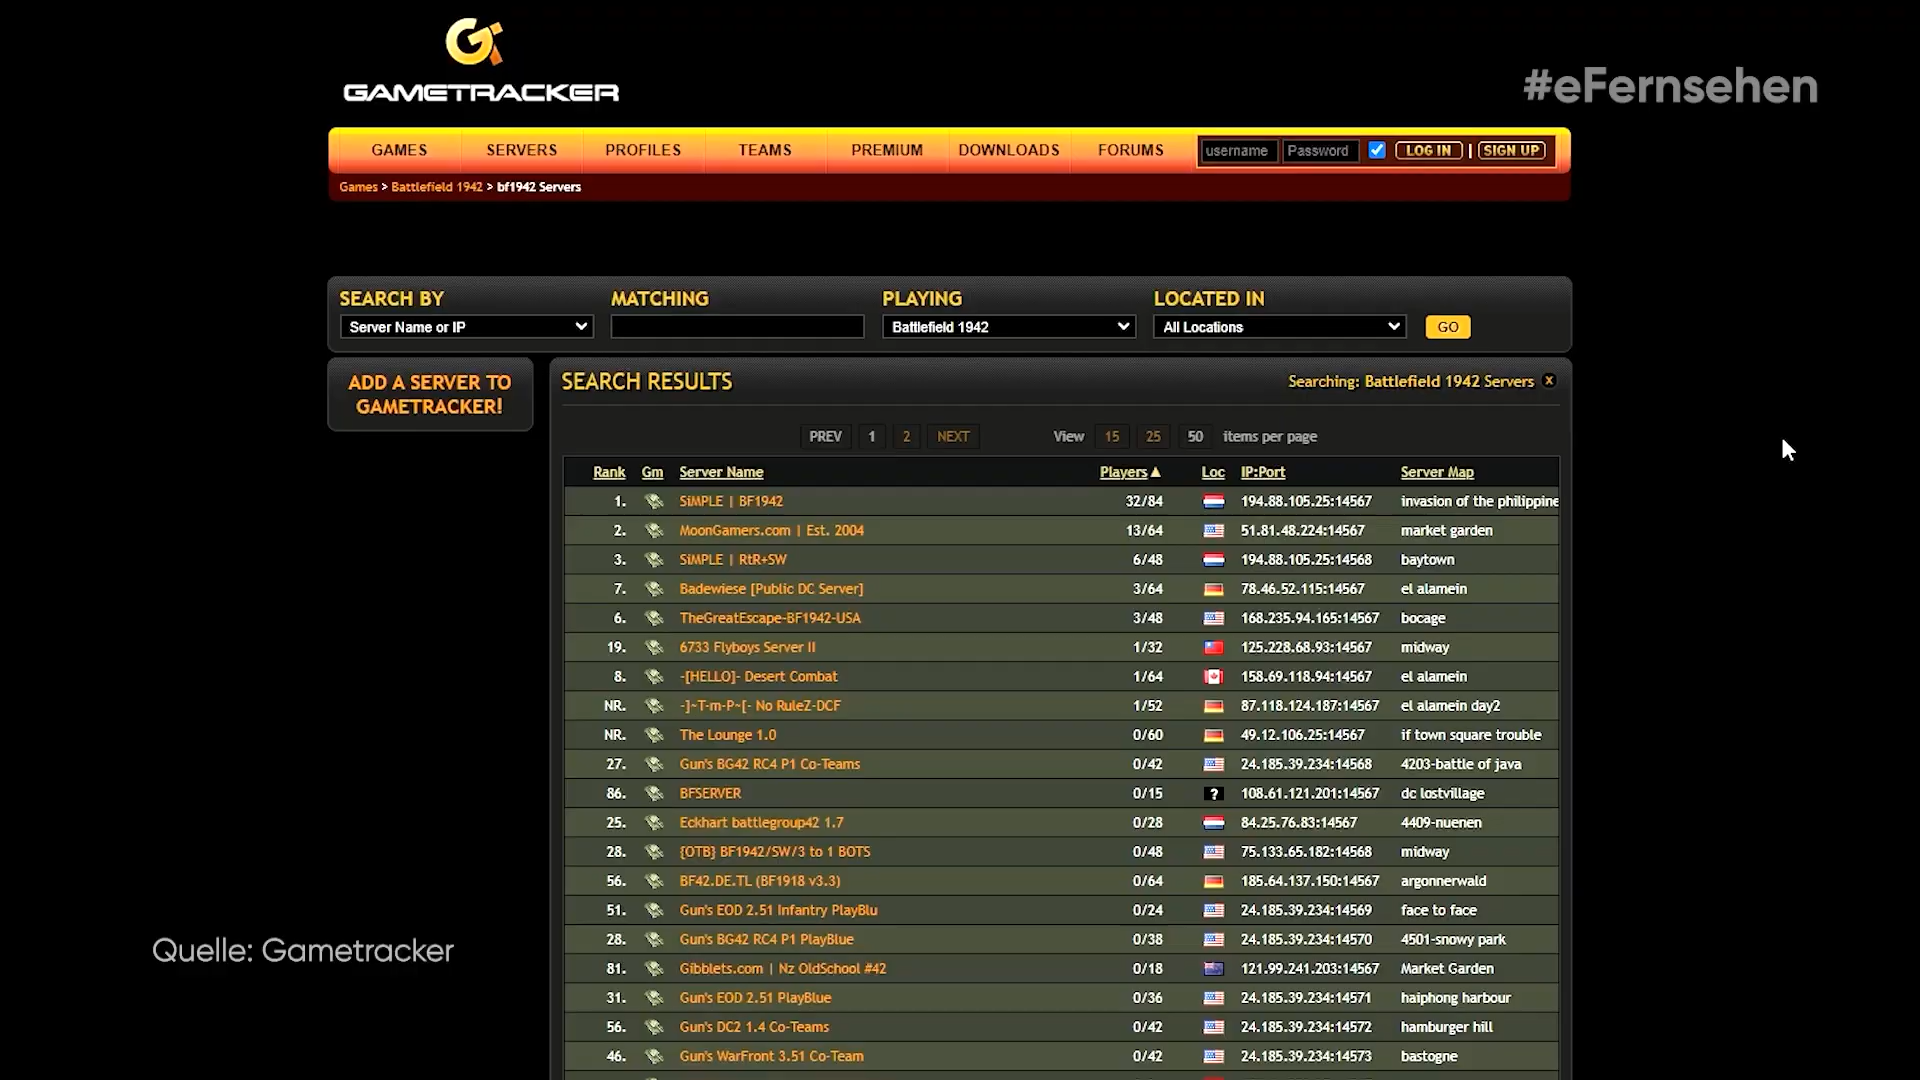 GAMETRACKER
#eFernsehen
GAMES SERVERS PROFILES TEAMS PREMIUM DOWNLOADS FORUMS username Password LOG IN | SIGN UP
Games > Battlefield 1942 > bf1942 Servers
SEARCH BY MATCHING PLAYING LOCATED IN
Server Name or IP Battlefield 1942 All Locations GO
ADD A SERVER TO
GAMETRACKER!
SEARCH RESULTS Searching: Battlefield 1942 Servers x
PREV 1 2 NEXT View 15 25 50 items per page
Rank Gm Server Name Players▲ Loc IP:Port Server Map
1. SiMPLE | BF1942 32/84 194.88.105.25:14567 invasion of the philippine
2. MoonGamers.com | Est. 2004 13/64 51.81.48.224:14567 market garden
3. SiMPLE | RtR+SW 6/48 194.88.105.25:14568 baytown
7. Badewiese [Public DC Server] 3/64 78.46.52.115:14567 el alamein
6. TheGreatEscape-BF1942-USA 3/48 168.235.94.165:14567 bocage
19. 6733 Flyboys Server II 1/32 125.228.68.93:14567 midway
8. -[HELLO]- Desert Combat 1/64 158.69.118.94:14567 el alamein
NR. -]~T-m-P~[- No RuleZ-DCF 1/52 87.118.124.187:14567 el alamein day2
NR. The Lounge 1.0 0/60 49.12.106.25:14567 if town square trouble
27. Gun's BG42 RC4 P1 Co-Teams 0/42 24.185.39.234:14568 4203-battle of java
86. BFSERVER 0/15 ? 108.61.121.201:14567 dc lostvillage
25. Eckhart battlegroup42 1.7 0/28 84.25.76.83:14567 4409-nuenen
28. {OTB} BF1942/SW/3 to 1 BOTS 0/48 75.133.65.182:14568 midway
56. BF42.DE.TL (BF1918 v3.3) 0/64 185.64.137.150:14567 argonnerwald
51. Gun's EOD 2.51 Infantry PlayBlu 0/24 24.185.39.234:14569 face to face
28. Gun's BG42 RC4 P1 PlayBlue 0/38 24.185.39.234:14570 4501-snowy park
81. Gibblets.com | Nz OldSchool #42 0/18 121.99.241.203:14567 Market Garden
31. Gun's EOD 2.51 PlayBlue 0/36 24.185.39.234:14571 haiphong harbour
56. Gun's DC2 1.4 Co-Teams 0/42 24.185.39.234:14572 hamburger hill
46. Gun's WarFront 3.51 Co-Team 0/42 24.185.39.234:14573 bastogne
Quelle: Gametracker